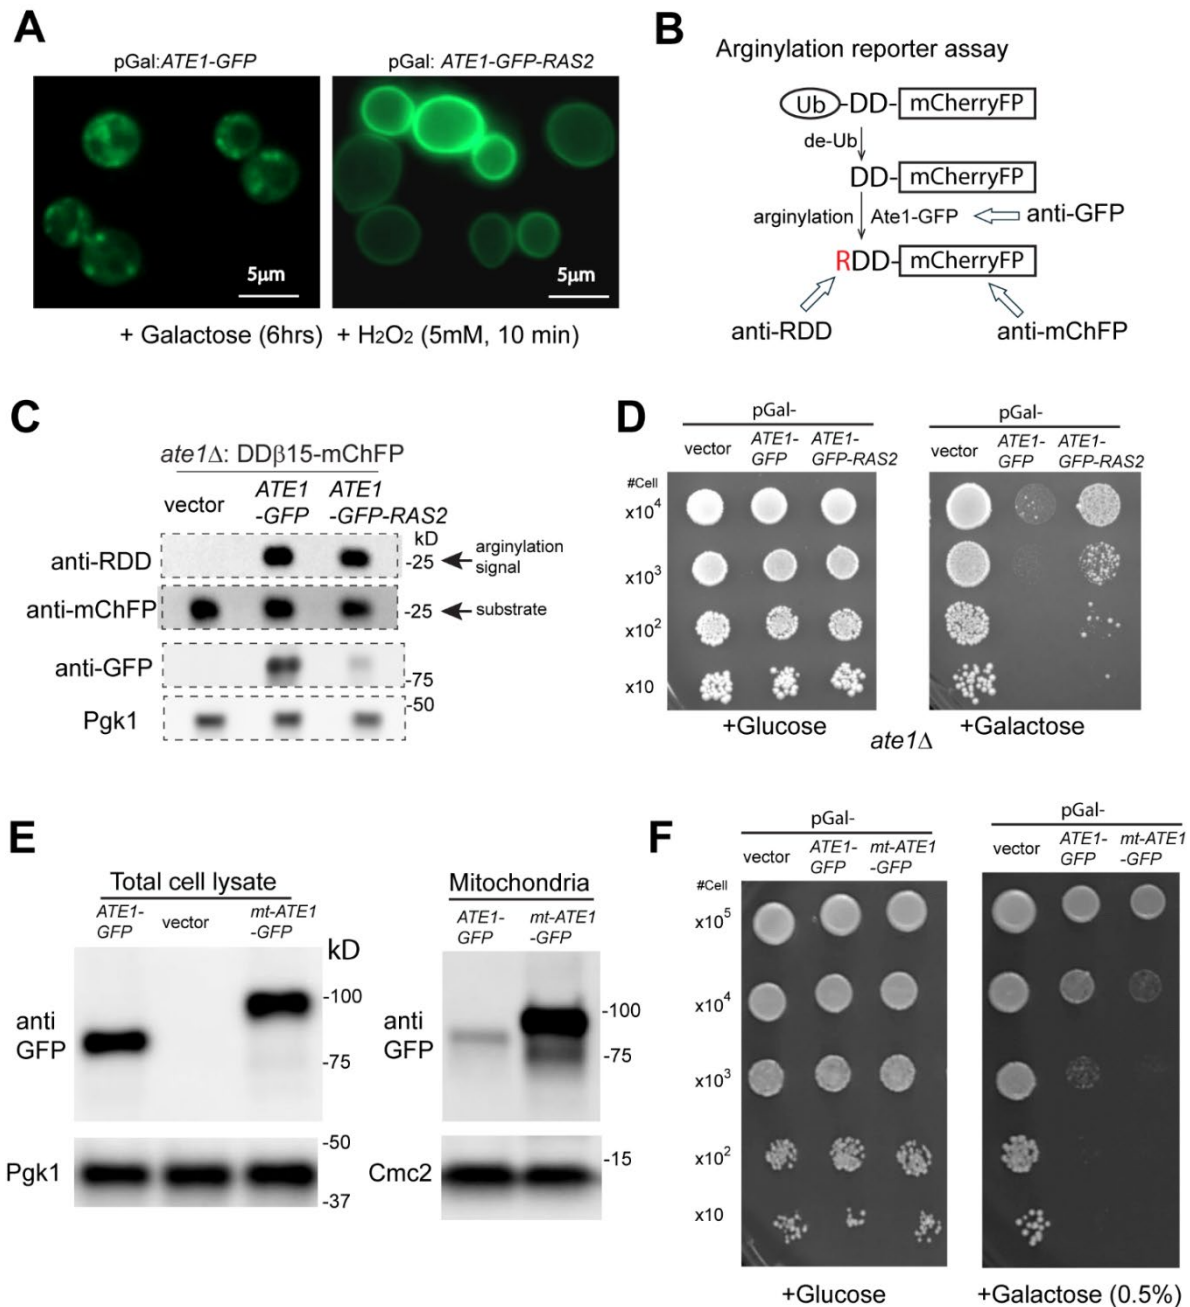 A
pGal:ATE1-GFP
pGal: ATE1-GFP-RAS2
5µm
5µm
+ Galactose (6hrs)
+ H2O2 (5mM, 10 min)
B
Arginylation reporter assay
Ub -DD- mCherryFP
de-Ub
DD- mCherryFP
arginylation Ate1-GFP anti-GFP
RDD- mCherryFP
anti-RDD
anti-mChFP
C
ate1Δ: DDβ15-mChFP
vector
ATE1
-GFP
ATE1
-GFP-RAS2
kD
anti-RDD
-25
arginylation
signal
anti-mChFP
-25
substrate
anti-GFP
-75
-50
Pgk1
D
pGal-
vector
ATE1-
GFP
ATE1-
GFP-RAS2
pGal-
vector
ATE1-
GFP
ATE1-
GFP-RAS2
#Cell
x10⁴
x10³
x10²
x10
+Glucose
ate1Δ
+Galactose
E
Total cell lysate
ATE1-
GFP
vector
mt-ATE1
-GFP
kD
anti
GFP
-100
-75
Pgk1
-50
-37
Mitochondria
ATE1-
GFP
mt-ATE1
-GFP
anti
GFP
-100
-75
Cmc2
-15
F
pGal-
vector
ATE1-
GFP
mt-ATE1
-GFP
pGal-
vector
ATE1-
GFP
mt-ATE1
-GFP
#Cell
x10⁵
x10⁴
x10³
x10²
x10
+Glucose
+Galactose (0.5%)